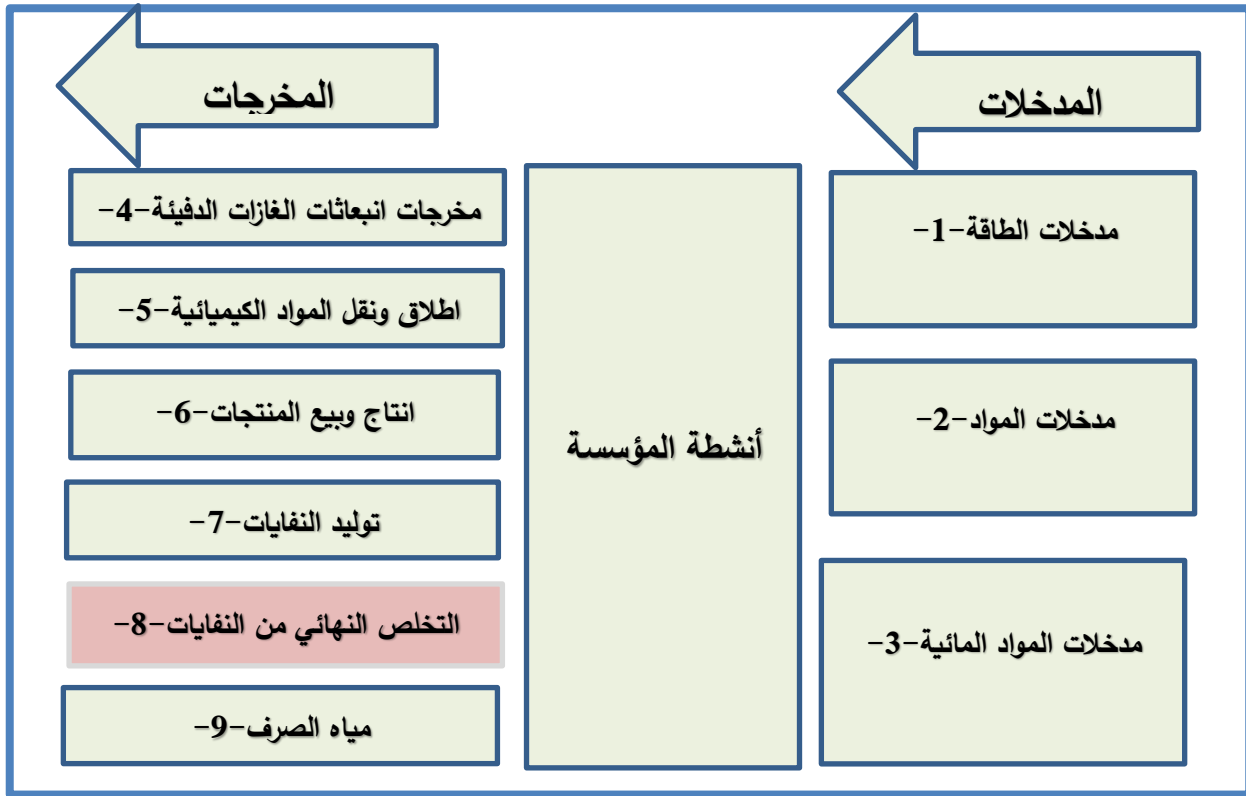 المدخلات
مدخلات الطاقة-1-
مدخلات المواد-2-
مدخلات المواد المائية-3-
أنشطة المؤسسة
المخرجات
مخرجات انبعاثات الغازات الدفيئة-4-
اطلاق ونقل المواد الكيميائية-5-
انتاج وبيع المنتجات-6-
توليد النفايات-7-
التخلص النهائي من النفايات-8-
مياه الصرف-9-